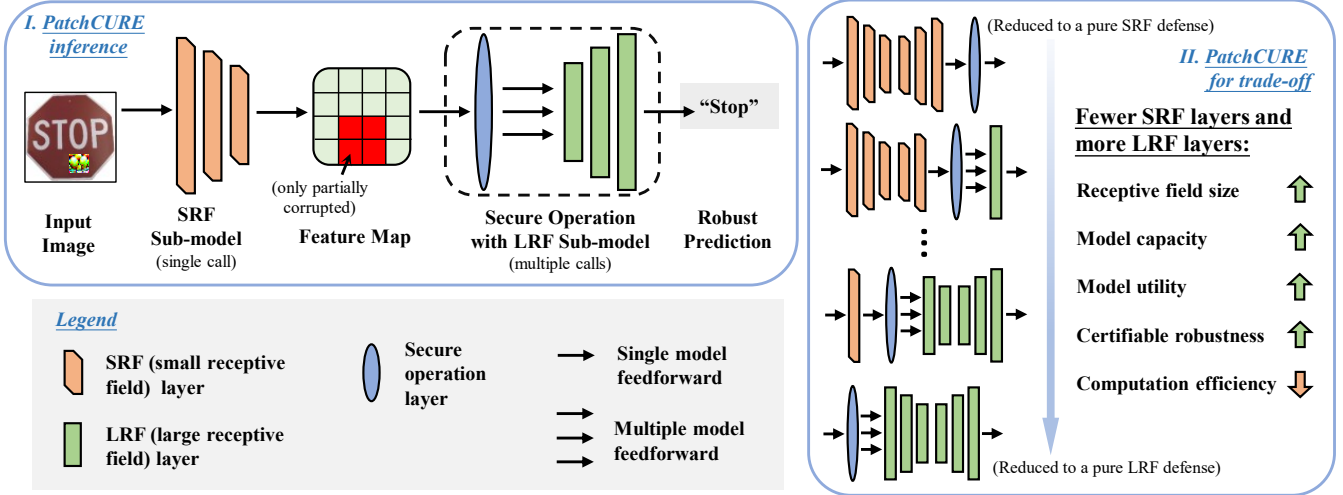 I. PatchCURE
inference
STOP
Input
Image
SRF
Sub-model
(single call)
(only partially
corrupted)
Feature Map
Secure Operation
with LRF Sub-model
(multiple calls)
“Stop”
Robust
Prediction
Legend
SRF (small receptive
field) layer
LRF (large receptive
field) layer
Secure
operation
layer
Single model
feedforward
Multiple model
feedforward
(Reduced to a pure SRF defense)
II. PatchCURE
for trade-off
Fewer SRF layers and
more LRF layers:
Receptive field size
Model capacity
Model utility
Certifiable robustness
Computation efficiency
(Reduced to a pure LRF defense)